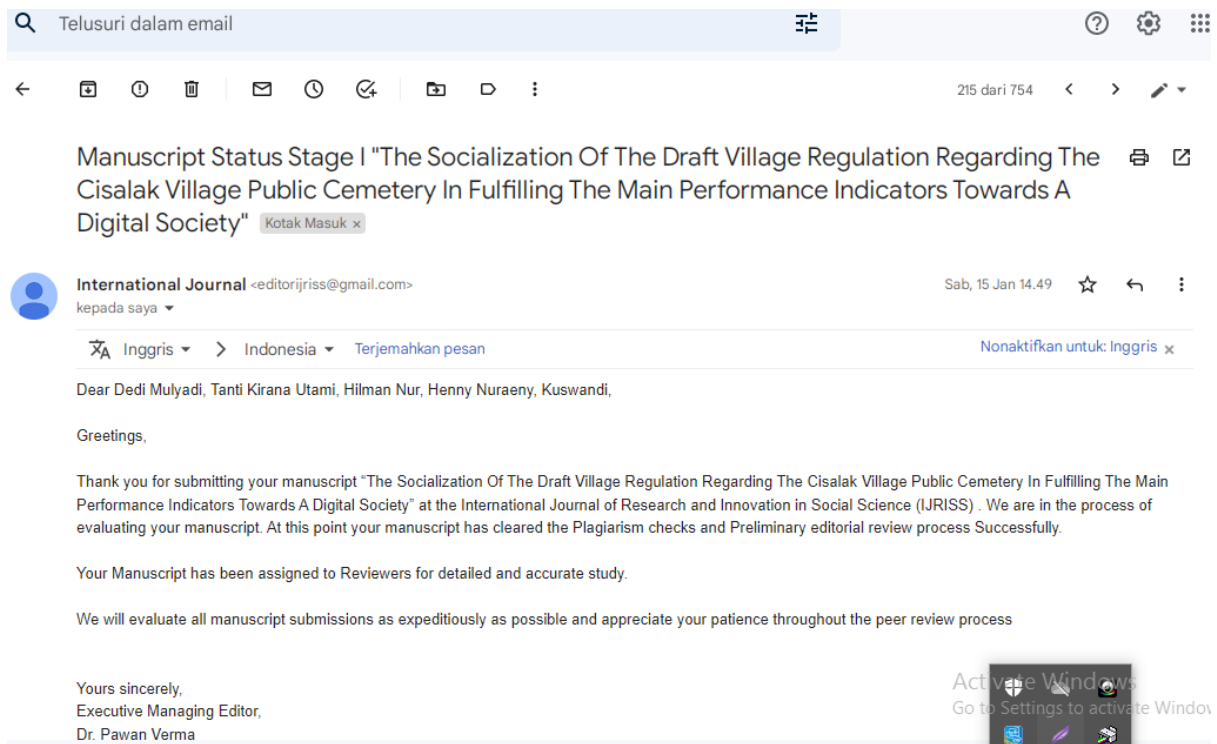 Telusuri dalam email
215 dari 754
Manuscript Status Stage I "The Socialization Of The Draft Village Regulation Regarding The
Cisalak Village Public Cemetery In Fulfilling The Main Performance Indicators Towards A
Digital Society" Kotak Masuk x
International Journal <editorijriss@gmail.com> Sab, 15 Jan 14.49
kepada saya
Inggris > Indonesia Terjemahkan pesan Nonaktifkan untuk: Inggris x
Dear Dedi Mulyadi, Tanti Kirana Utami, Hilman Nur, Henny Nuraeny, Kuswandi,
Greetings,
Thank you for submitting your manuscript “The Socialization Of The Draft Village Regulation Regarding The Cisalak Village Public Cemetery In Fulfilling The Main
Performance Indicators Towards A Digital Society” at the International Journal of Research and Innovation in Social Science (IJRISS) . We are in the process of
evaluating your manuscript. At this point your manuscript has cleared the Plagiarism checks and Preliminary editorial review process Successfully.
Your Manuscript has been assigned to Reviewers for detailed and accurate study.
We will evaluate all manuscript submissions as expeditiously as possible and appreciate your patience throughout the peer review process
Yours sincerely,
Executive Managing Editor,
Dr. Pawan Verma
Activate Windows
Go to Settings to activate Window